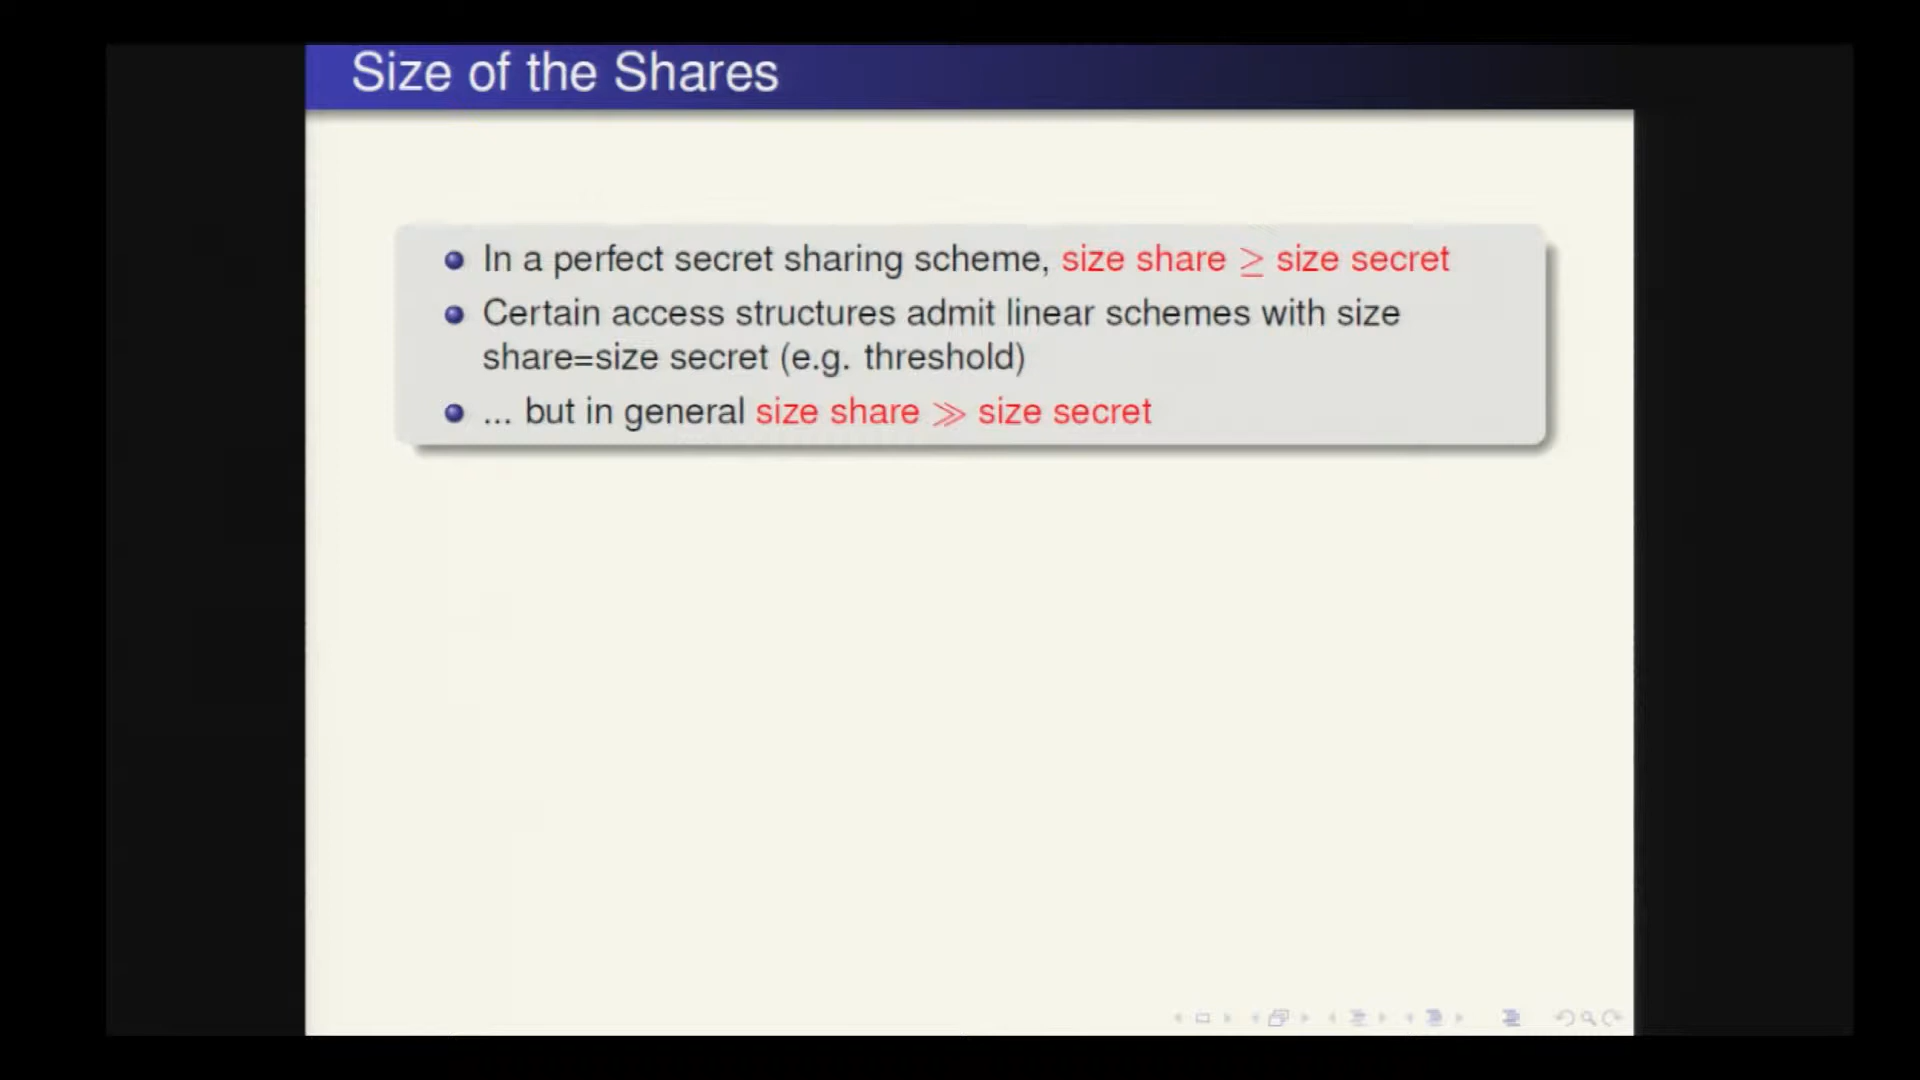 Size of the Shares
In a perfect secret sharing scheme, size share ≥ size secret
Certain access structures admit linear schemes with size
share=size secret (e.g. threshold)
... but in general size share ≫ size secret